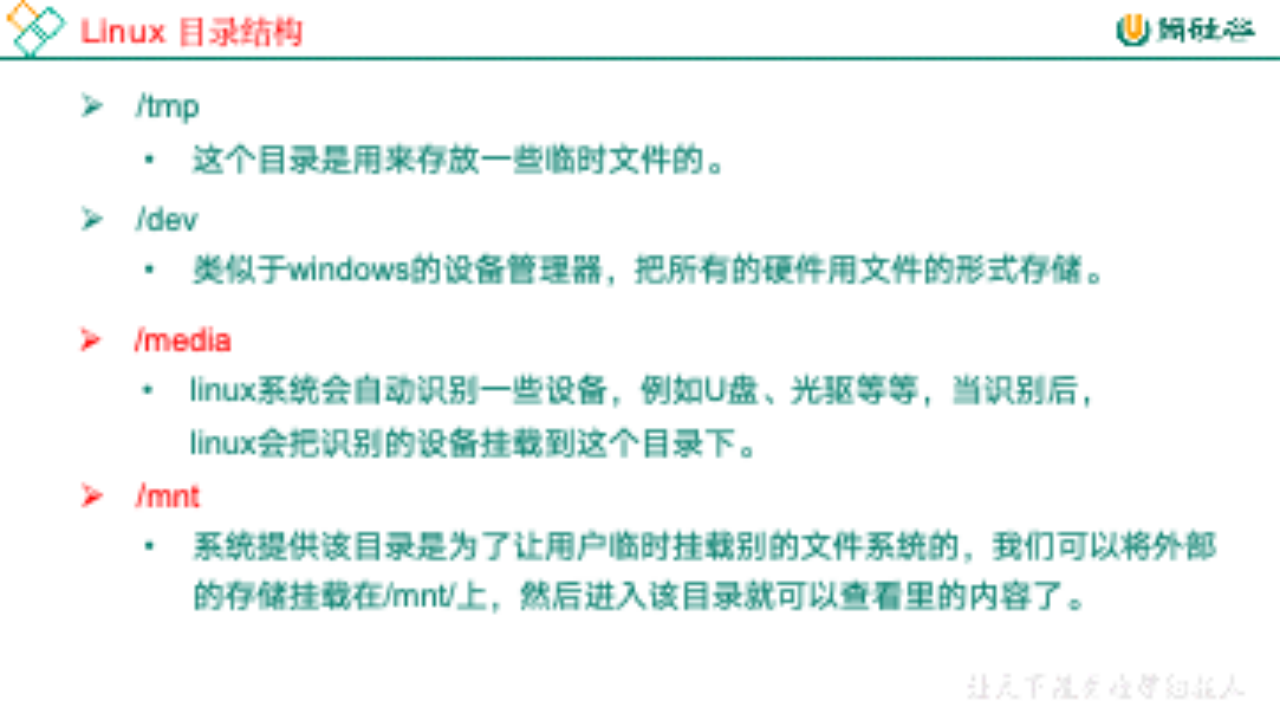 Linux 目录结构
尚硅谷
/tmp
这个目录是用来存放一些临时文件的。
/dev
类似于windows的设备管理器，把所有的硬件用文件的形式存储。
/media
linux系统会自动识别一些设备，例如U盘、光驱等等，当识别后，
linux会把识别的设备挂载到这个目录下。
/mnt
系统提供该目录是为了让用户临时挂载别的文件系统的，我们可以将外部
的存储挂载在/mnt/上，然后进入该目录就可以查看里的内容了。
让天下没有难学的技术